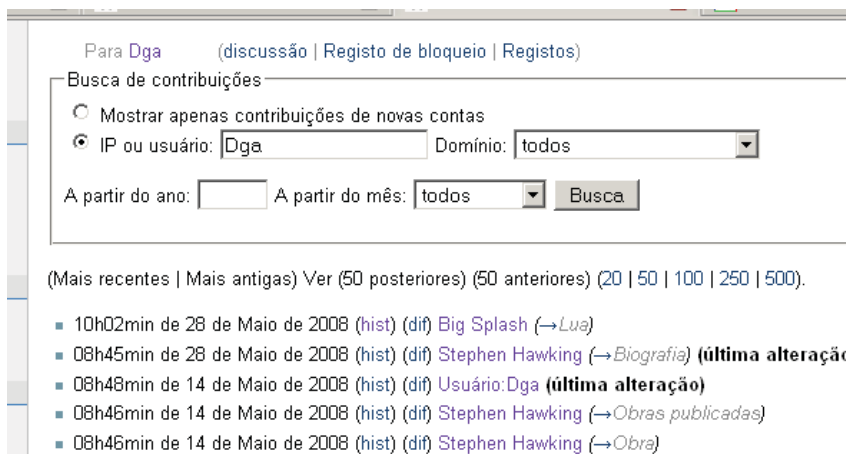 Para Dga (discussão | Registo de bloqueio | Registos)
Busca de contribuições
Mostrar apenas contribuições de novas contas
IP ou usuário: Dga Domínio: todos
A partir do ano: A partir do mês: todos Busca
(Mais recentes | Mais antigas) Ver (50 posteriores) (50 anteriores) (20 | 50 | 100 | 250 | 500).
10h02min de 28 de Maio de 2008 (hist) (dif) Big Splash (→Lua)
08h45min de 28 de Maio de 2008 (hist) (dif) Stephen Hawking (→Biografia) (última alteraçã
08h48min de 14 de Maio de 2008 (hist) (dif) Usuário:Dga (última alteração)
08h46min de 14 de Maio de 2008 (hist) (dif) Stephen Hawking (→Obras publicadas)
08h46min de 14 de Maio de 2008 (hist) (dif) Stephen Hawking (→Obra)